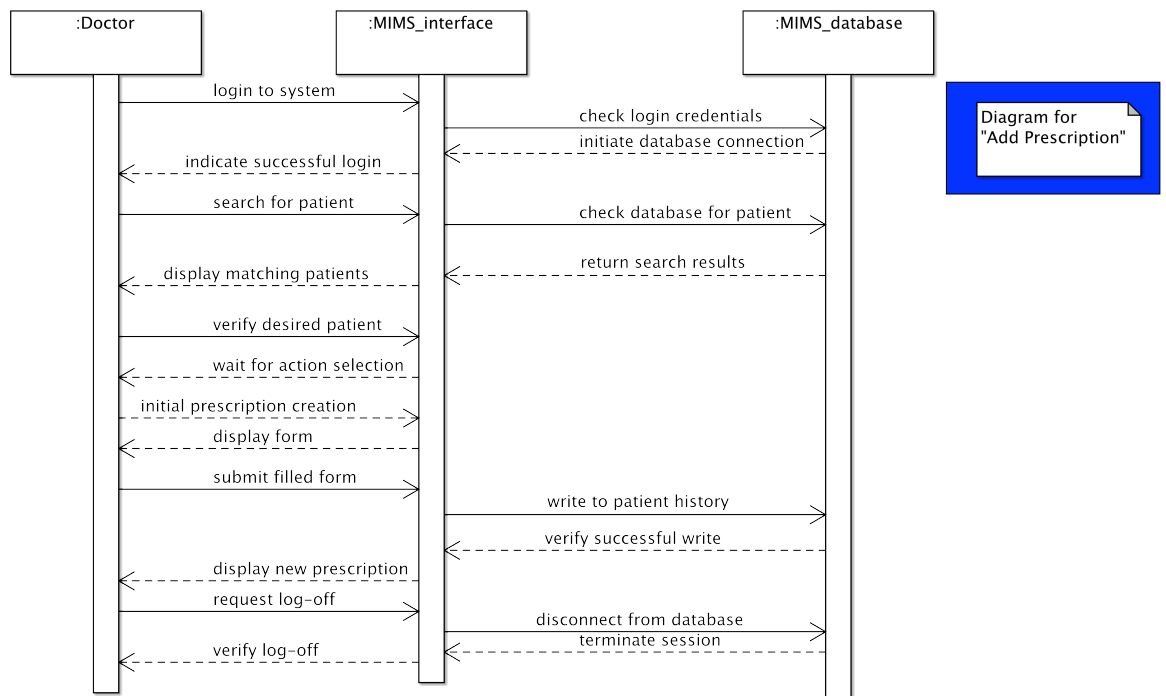 :Doctor
:MIMS_interface
:MIMS_database
login to system
check login credentials
Diagram for
"Add Prescription"
initiate database connection
indicate successful login
search for patient
check database for patient
return search results
display matching patients
verify desired patient
wait for action selection
initial prescription creation
display form
submit filled form
write to patient history
verify successful write
display new prescription
request log-off
disconnect from database
terminate session
verify log-off